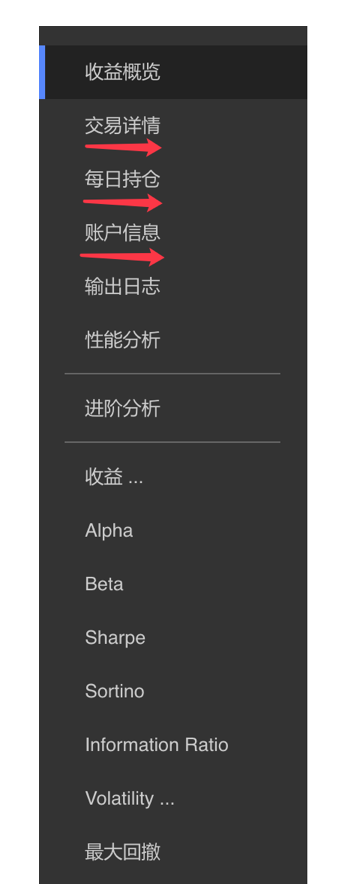 收益概览
交易详情
每日持仓
账户信息
输出日志
性能分析
进阶分析
收益 ...
Alpha
Beta
Sharpe
Sortino
Information Ratio
Volatility ...
最大回撤